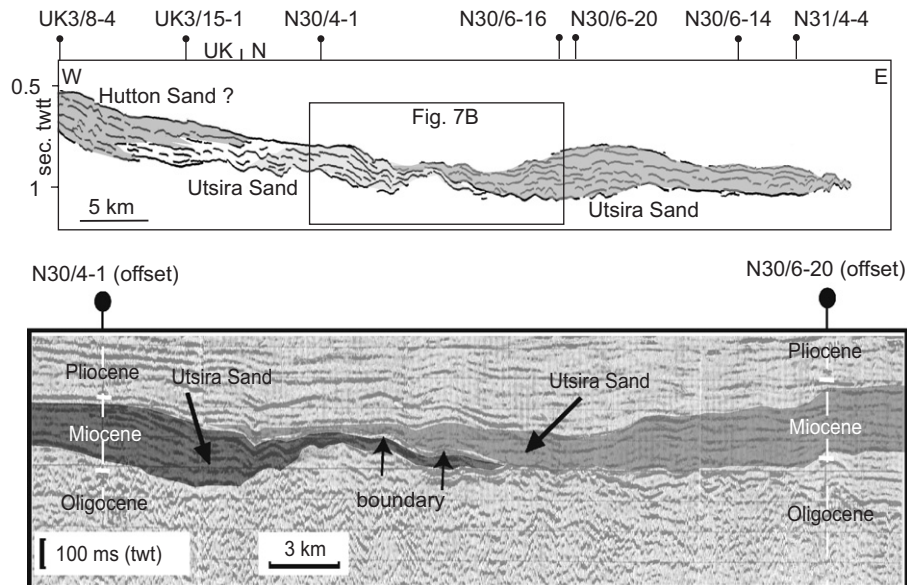 UK3/8-4 UK3/15-1 N30/4-1 N30/6-16 N30/6-20 N30/6-14 N31/4-4
UK N
W E
0.5
Hutton Sand ?
Fig. 7B
sec. twtt
Utsira Sand
1
Utsira Sand
5 km
N30/4-1 (offset) N30/6-20 (offset)
Pliocene Utsira Sand Utsira Sand Pliocene
Miocene Miocene
boundary
Oligocene Oligocene
100 ms (twt) 3 km